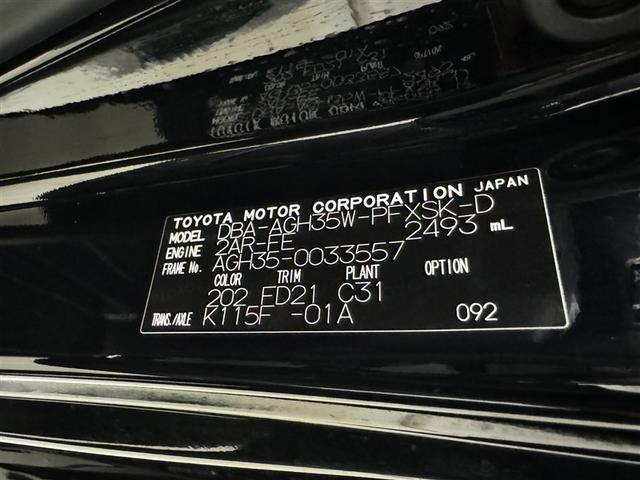 TOYOTA MOTOR CORPORATION JAPAN
MODEL DBA-AGH35W-PFXSK-D
ENGINE 2AR-FE 2493 mL
FRAME No. AGH35-0033557
COLOR TRIM PLANT OPTION
202 FD21 C31
TRANS./AXLE K115F -01A 092